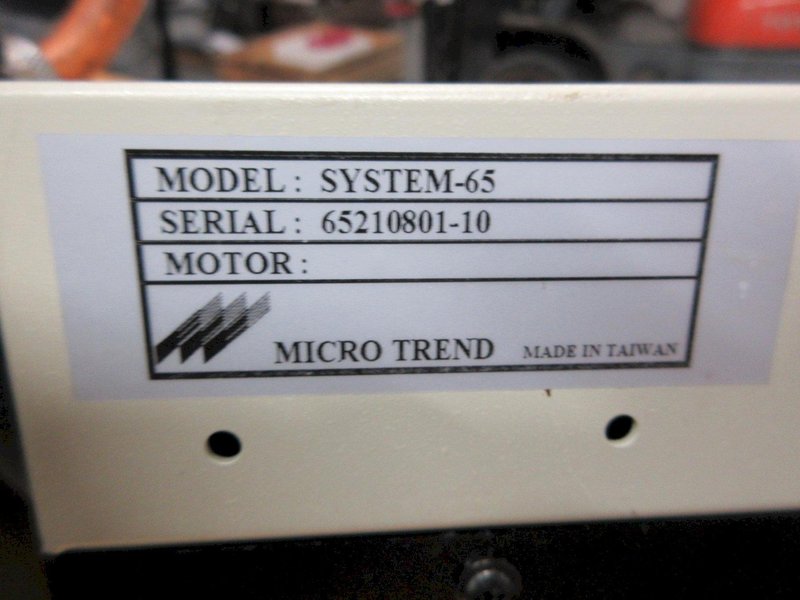 MODEL : SYSTEM-65
SERIAL : 65210801-10
MOTOR :
MICRO TREND MADE IN TAIWAN